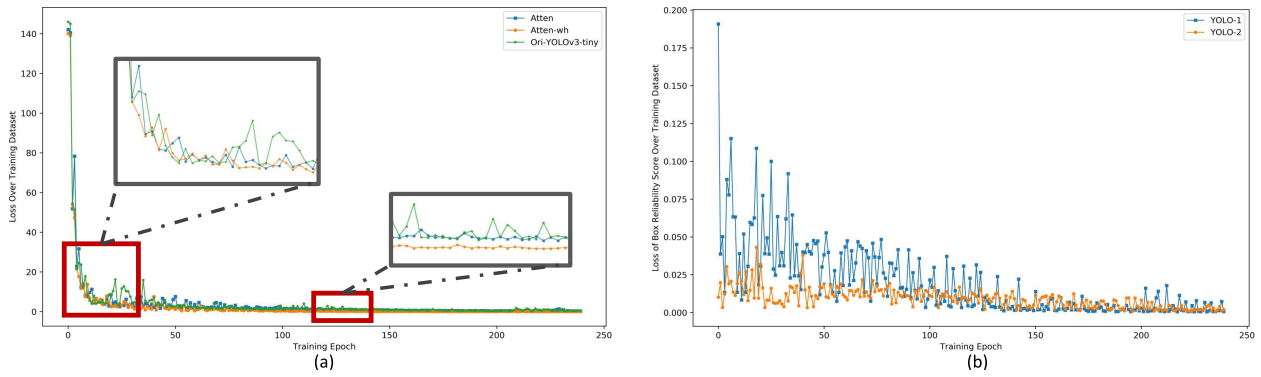 Atten
Atten-wh
Ori-YOLOv3-tiny
Loss Over Training Dataset
140
120
100
80
60
40
20
0
0 50 100 150 200 250
Training Epoch
(a)
YOLO-1
YOLO-2
Loss of Box Reliability Score Over Training Dataset
0.200
0.175
0.150
0.125
0.100
0.075
0.050
0.025
0.000
0 50 100 150 200 250
Training Epoch
(b)